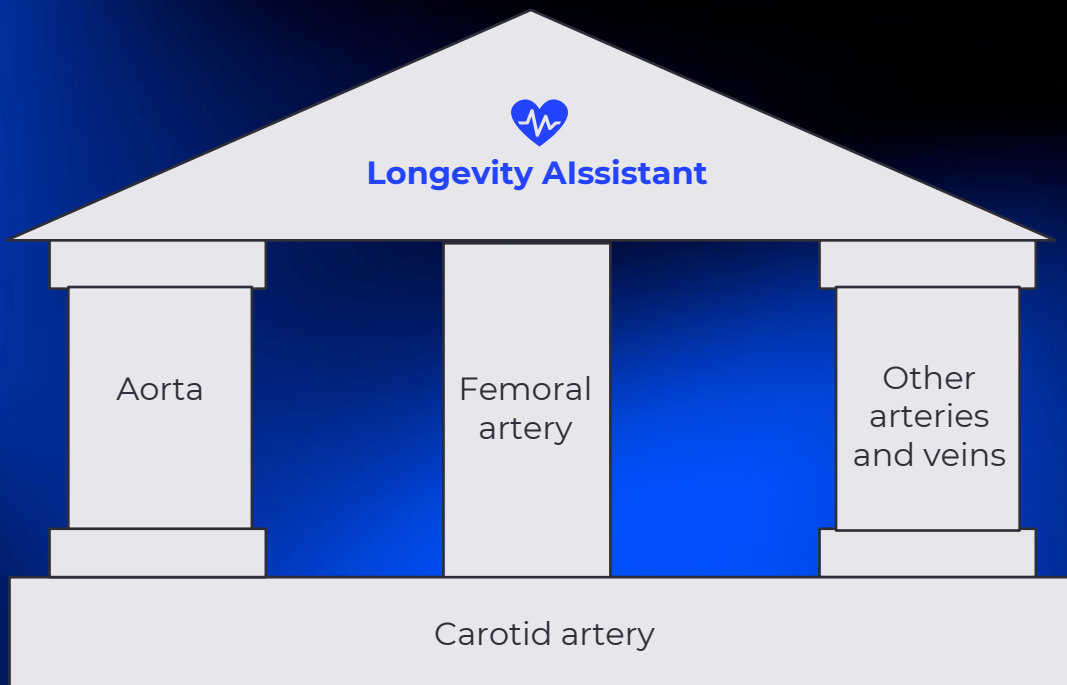 Longevity AIssistant
Aorta
Femoral
artery
Other
arteries
and veins
Carotid artery